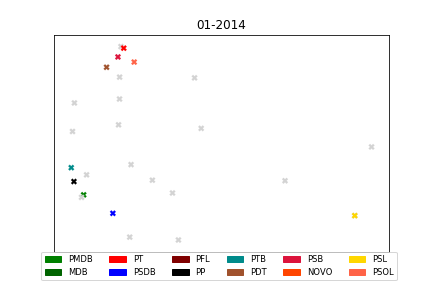 01-2014
PMDB PT PFL PTB PSB PSL
MDB PSDB PP PDT NOVO PSOL